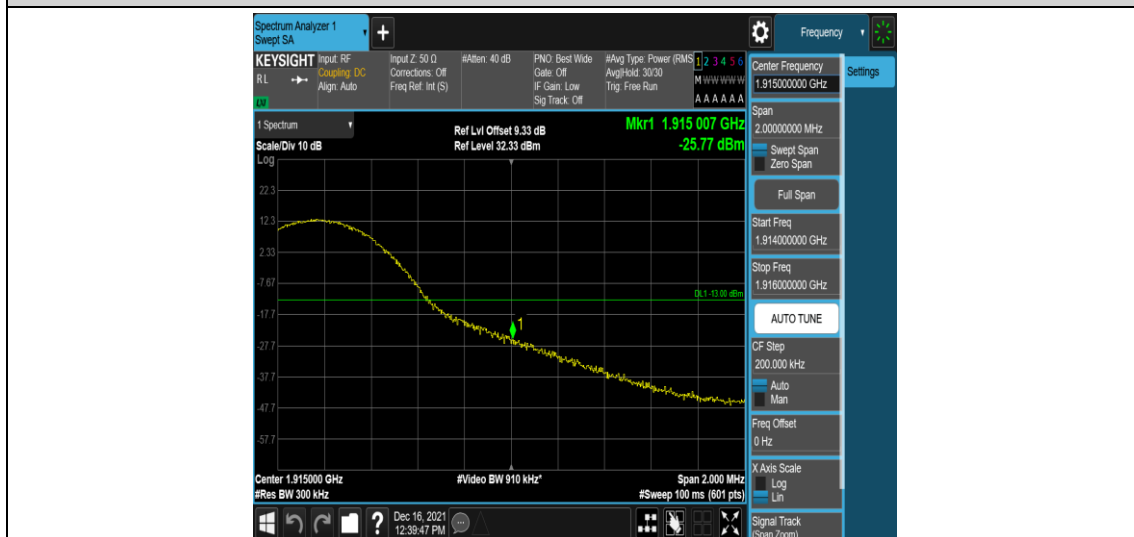 Spectrum Analyzer 1
Swept SA
+
Frequency
KEYSIGHT
RL
LXI
Input: RF
Coupling: DC
Align: Auto
Input Z: 50 Ω
Corrections: Off
Freq Ref: Int (S)
#Atten: 40 dB
PNO: Best Wide
Gate: Off
IF Gain: Low
Sig Track: Off
#Avg Type: Power (RMS
Avg|Hold: 30/30
Trig: Free Run
1 2 3 4 5 6
M W W W W W
A A A A A A
1 Spectrum
Scale/Div 10 dB
Ref Lvl Offset 9.33 dB
Ref Level 32.33 dBm
Mkr1 1.915 007 GHz
-25.77 dBm
Log
22.3
12.3
2.33
-7.67
-17.7
-27.7
-37.7
-47.7
-57.7
DL1 -13.00 dBm
1
Center 1.915000 GHz
#Res BW 300 kHz
#Video BW 910 kHz*
Span 2.000 MHz
#Sweep 100 ms (601 pts)
?
Dec 16, 2021
12:39:47 PM
Center Frequency
1.915000000 GHz
Settings
Span
2.00000000 MHz
Swept Span
Zero Span
Full Span
Start Freq
1.914000000 GHz
Stop Freq
1.916000000 GHz
AUTO TUNE
CF Step
200.000 kHz
Auto
Man
Freq Offset
0 Hz
X Axis Scale
Log
Lin
Signal Track
(Span Zoom)